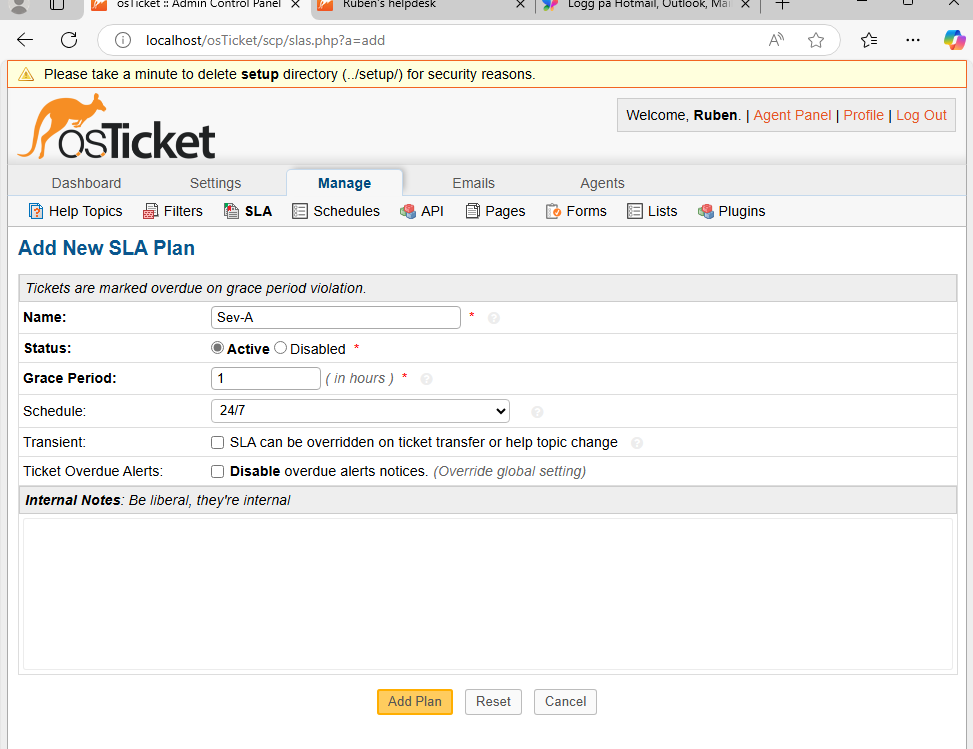 osTicket :: Admin Control Panel
Ruben's helpdesk
Logg på Hotmail, Outlook,
localhost/osTicket/scp/slas.php?a=add
Please take a minute to delete setup directory (../setup/) for security reasons.
osTicket
Welcome, Ruben. | Agent Panel | Profile | Log Out
Dashboard Settings Manage Emails Agents
Help Topics Filters SLA Schedules API Pages Forms Lists Plugins
Add New SLA Plan
Tickets are marked overdue on grace period violation.
Name: Sev-A *
Status: Active Disabled *
Grace Period: 1 ( in hours ) *
Schedule: 24/7
Transient: SLA can be overridden on ticket transfer or help topic change
Ticket Overdue Alerts: Disable overdue alerts notices. (Override global setting)
Internal Notes: Be liberal, they're internal
Add Plan Reset Cancel